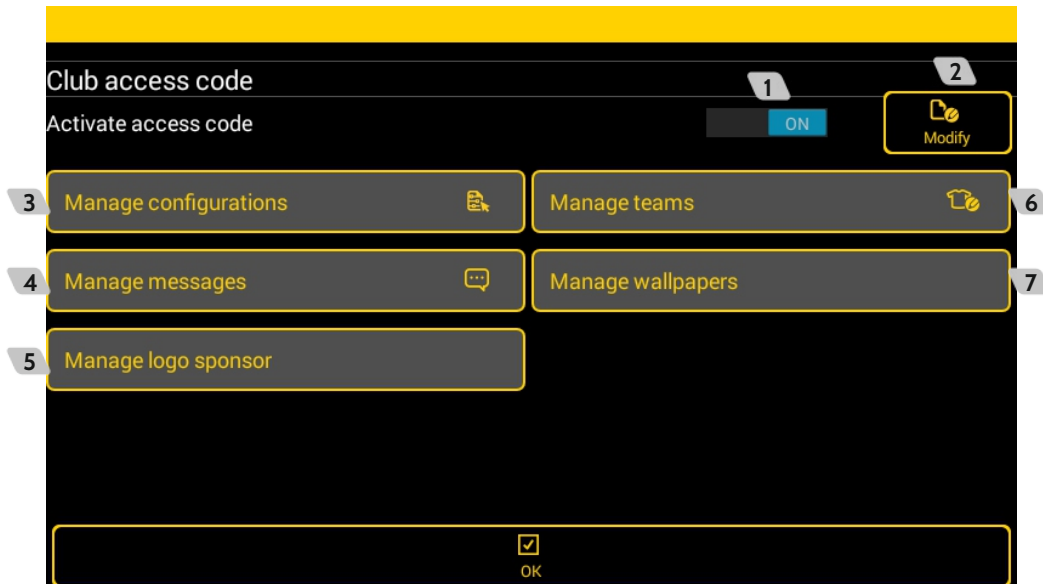 Club access code
1
2
Activate access code
ON
Modify
3
Manage configurations
Manage teams
6
4
Manage messages
Manage wallpapers
7
5
Manage logo sponsor
OK